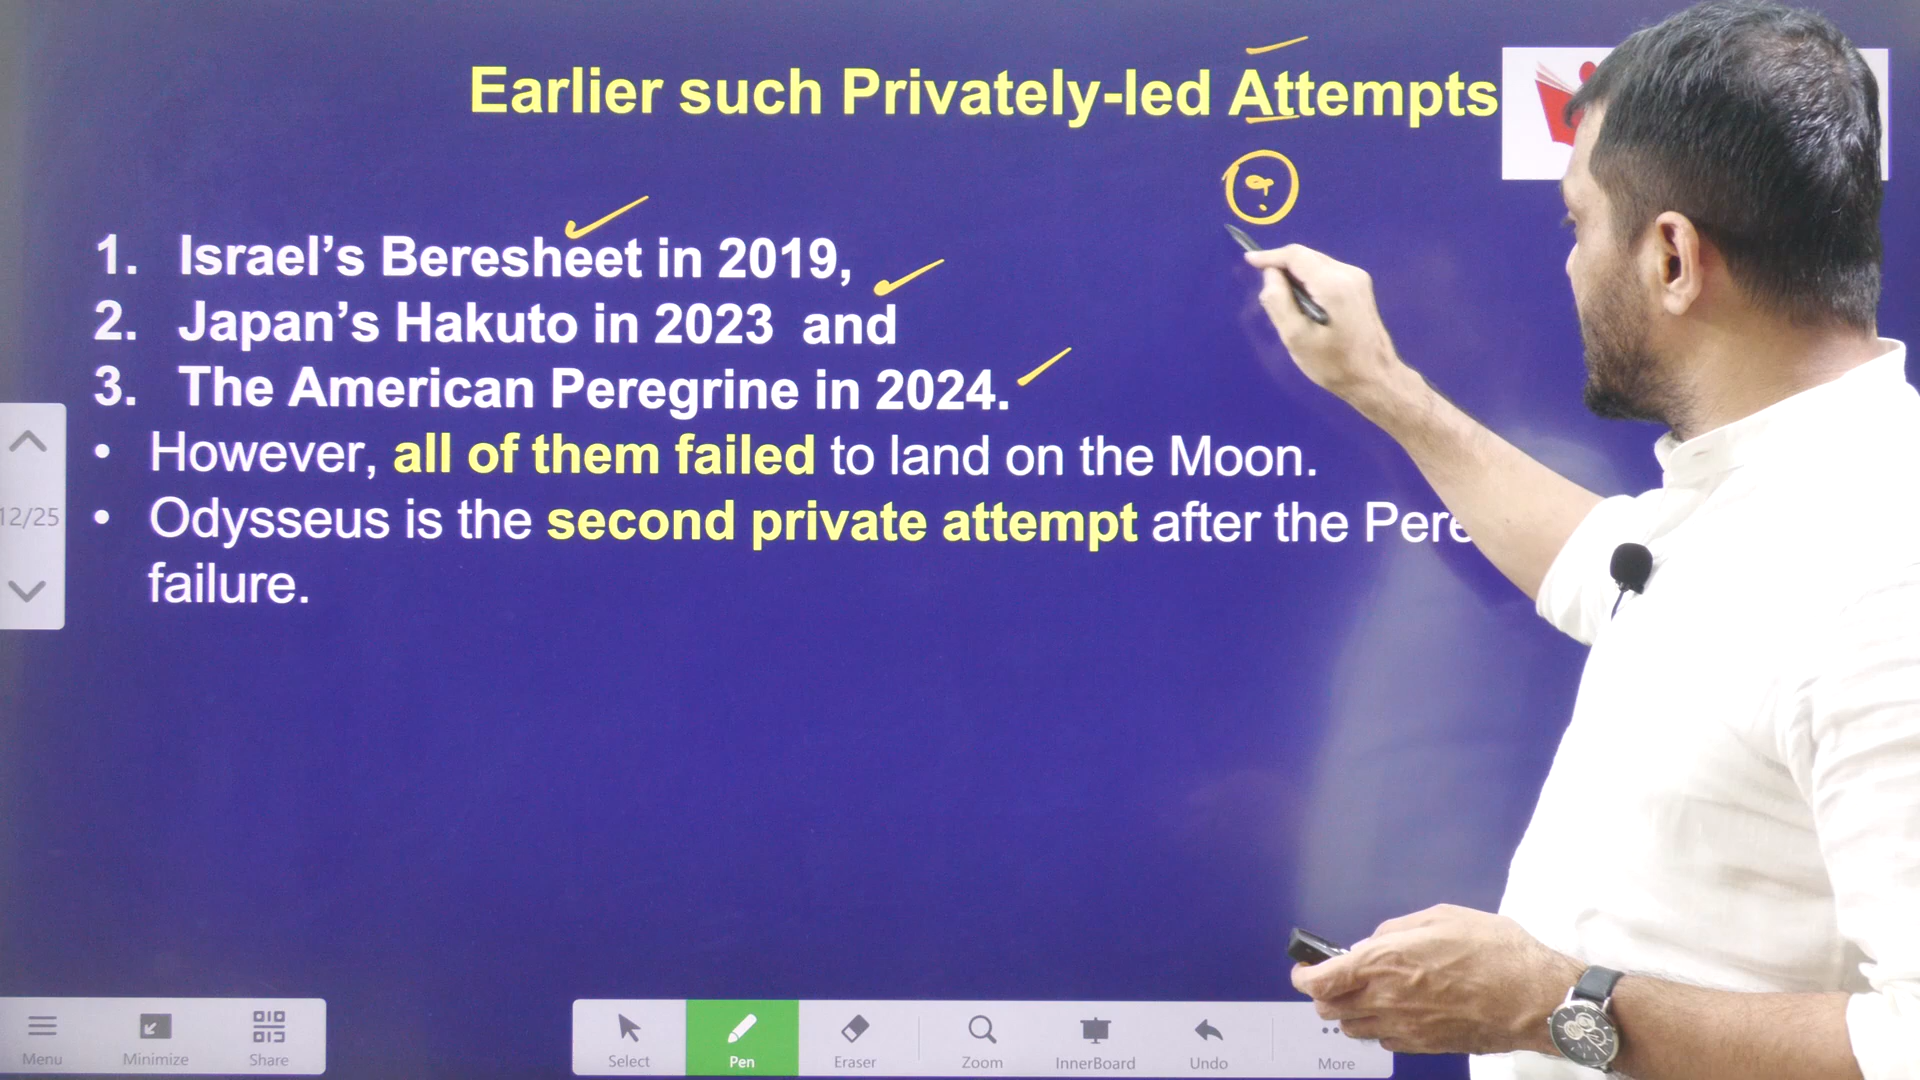 Earlier such Privately-led Attempts
?
1. Israel’s Beresheet in 2019,
2. Japan’s Hakuto in 2023 and
3. The American Peregrine in 2024.
• However, all of them failed to land on the Moon.
• Odysseus is the second private attempt after the Pere
failure.
12/25
Menu Minimize Share Select Pen Eraser Zoom InnerBoard Undo More